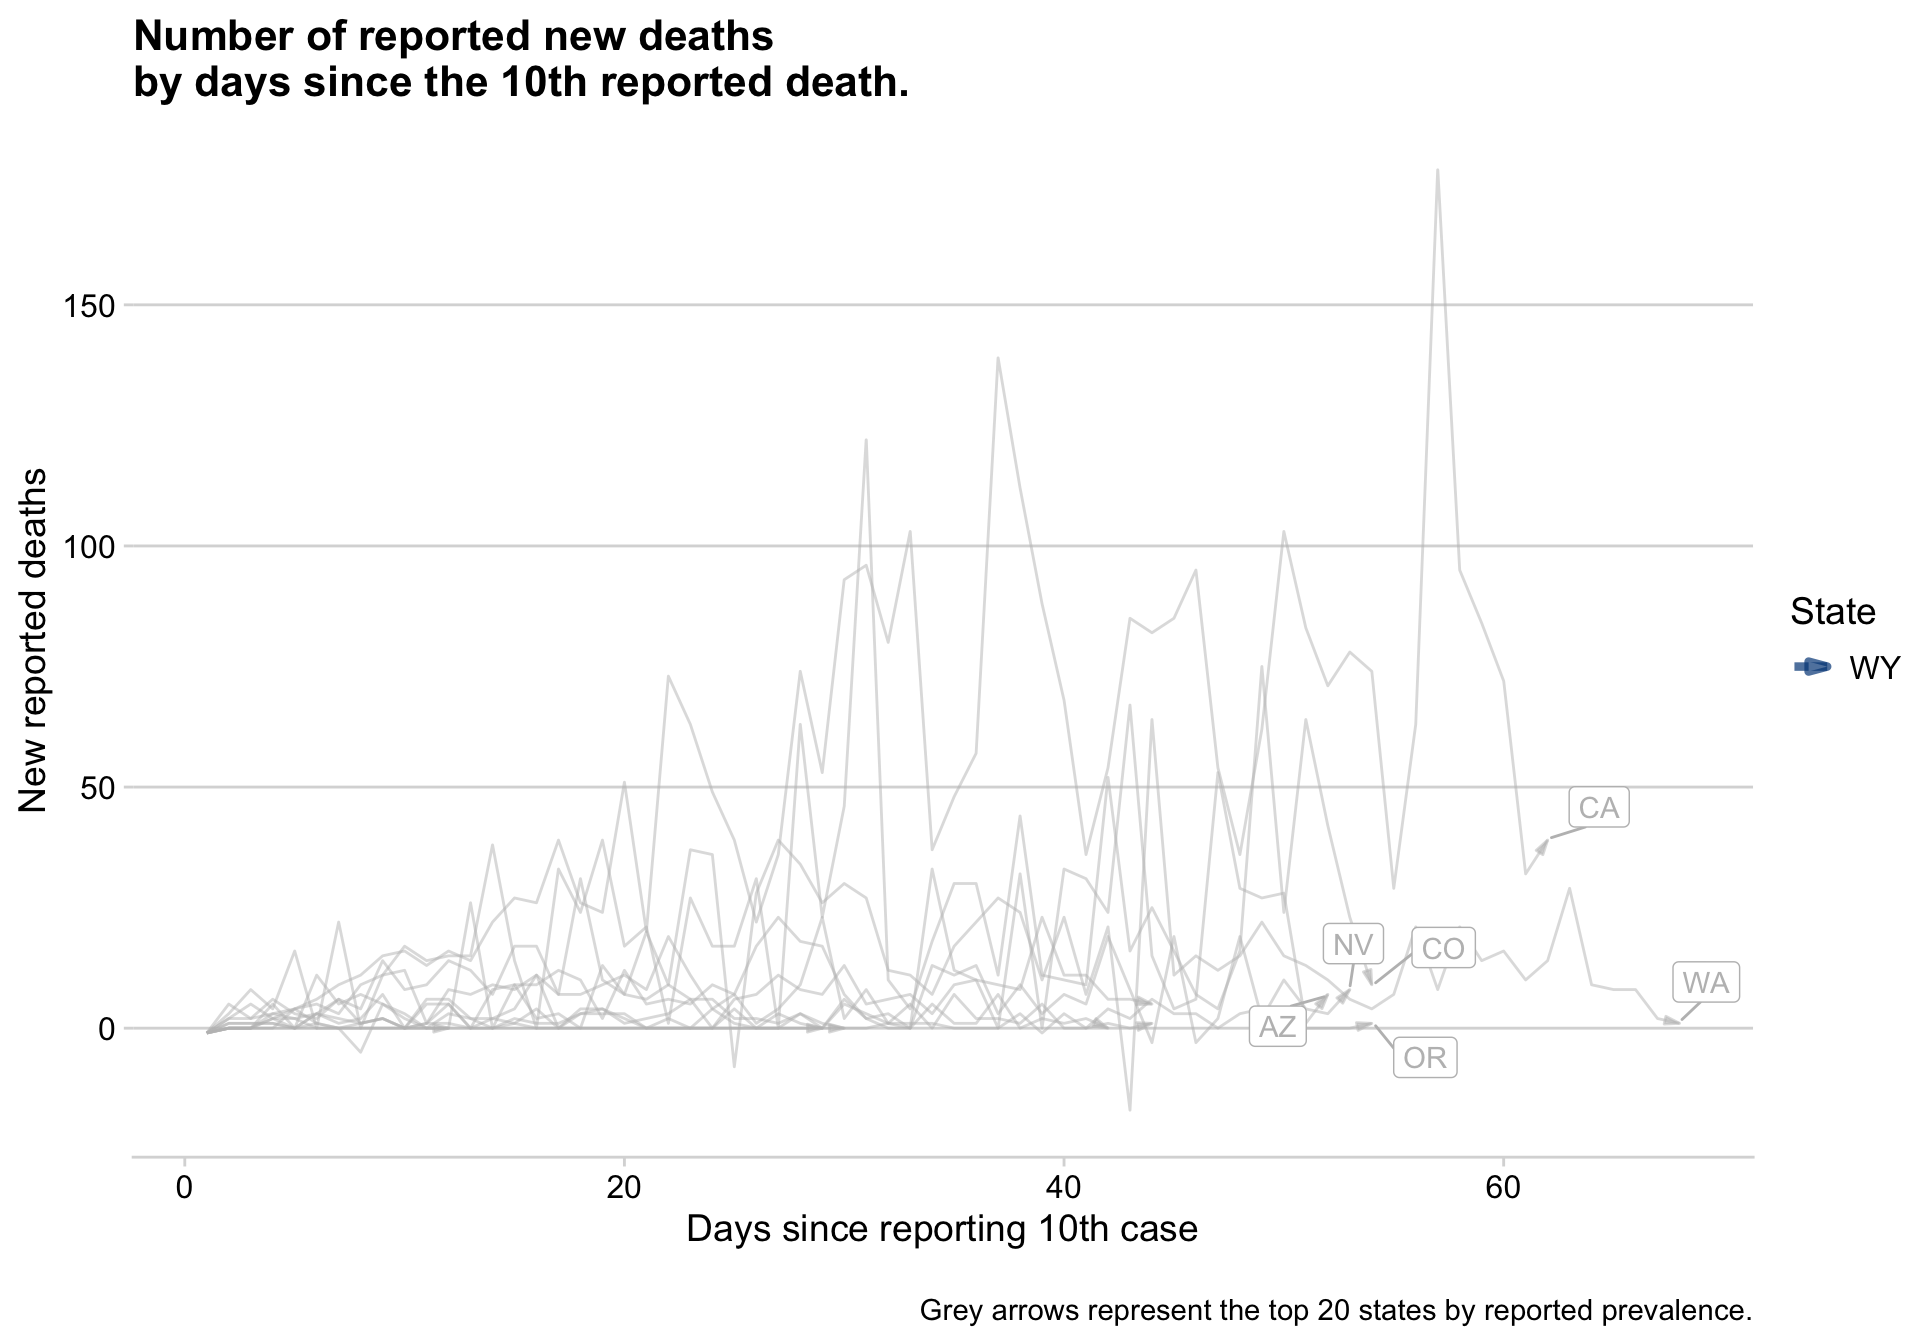 Number of reported new deaths
by days since the 10th reported death.
New reported deaths
150
100
50
0
CA
NV
CO
WA
AZ
OR
State
WY
0 20 40 60
Days since reporting 10th case
Grey arrows represent the top 20 states by reported prevalence.